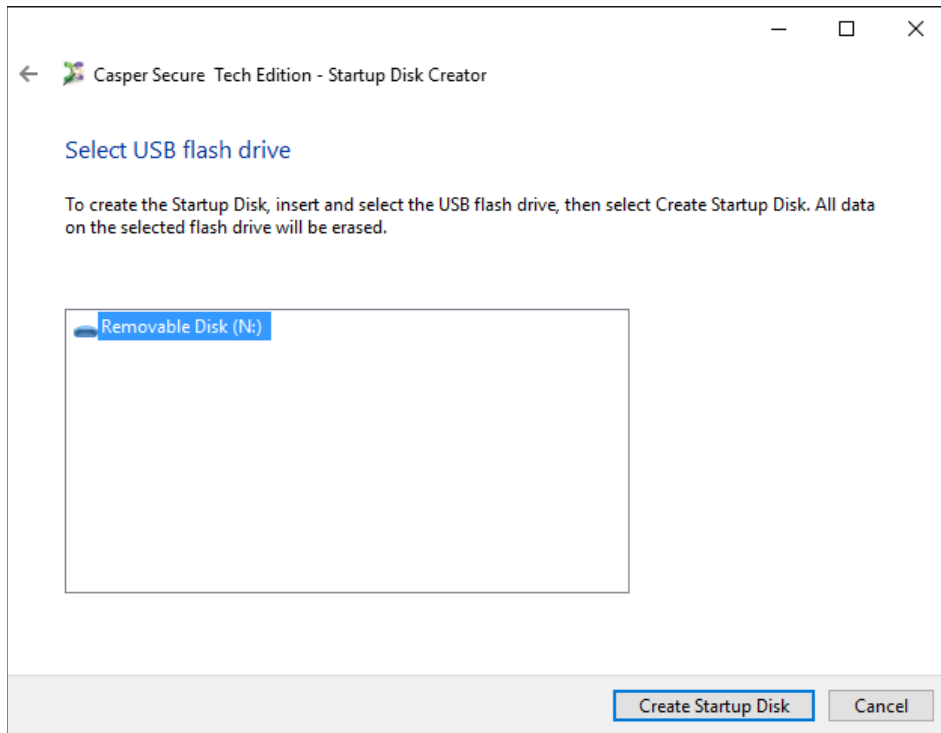 Casper Secure Tech Edition - Startup Disk Creator
Select USB flash drive
To create the Startup Disk, insert and select the USB flash drive, then select Create Startup Disk. All data
on the selected flash drive will be erased.
Removable Disk (N:)
Create Startup Disk
Cancel